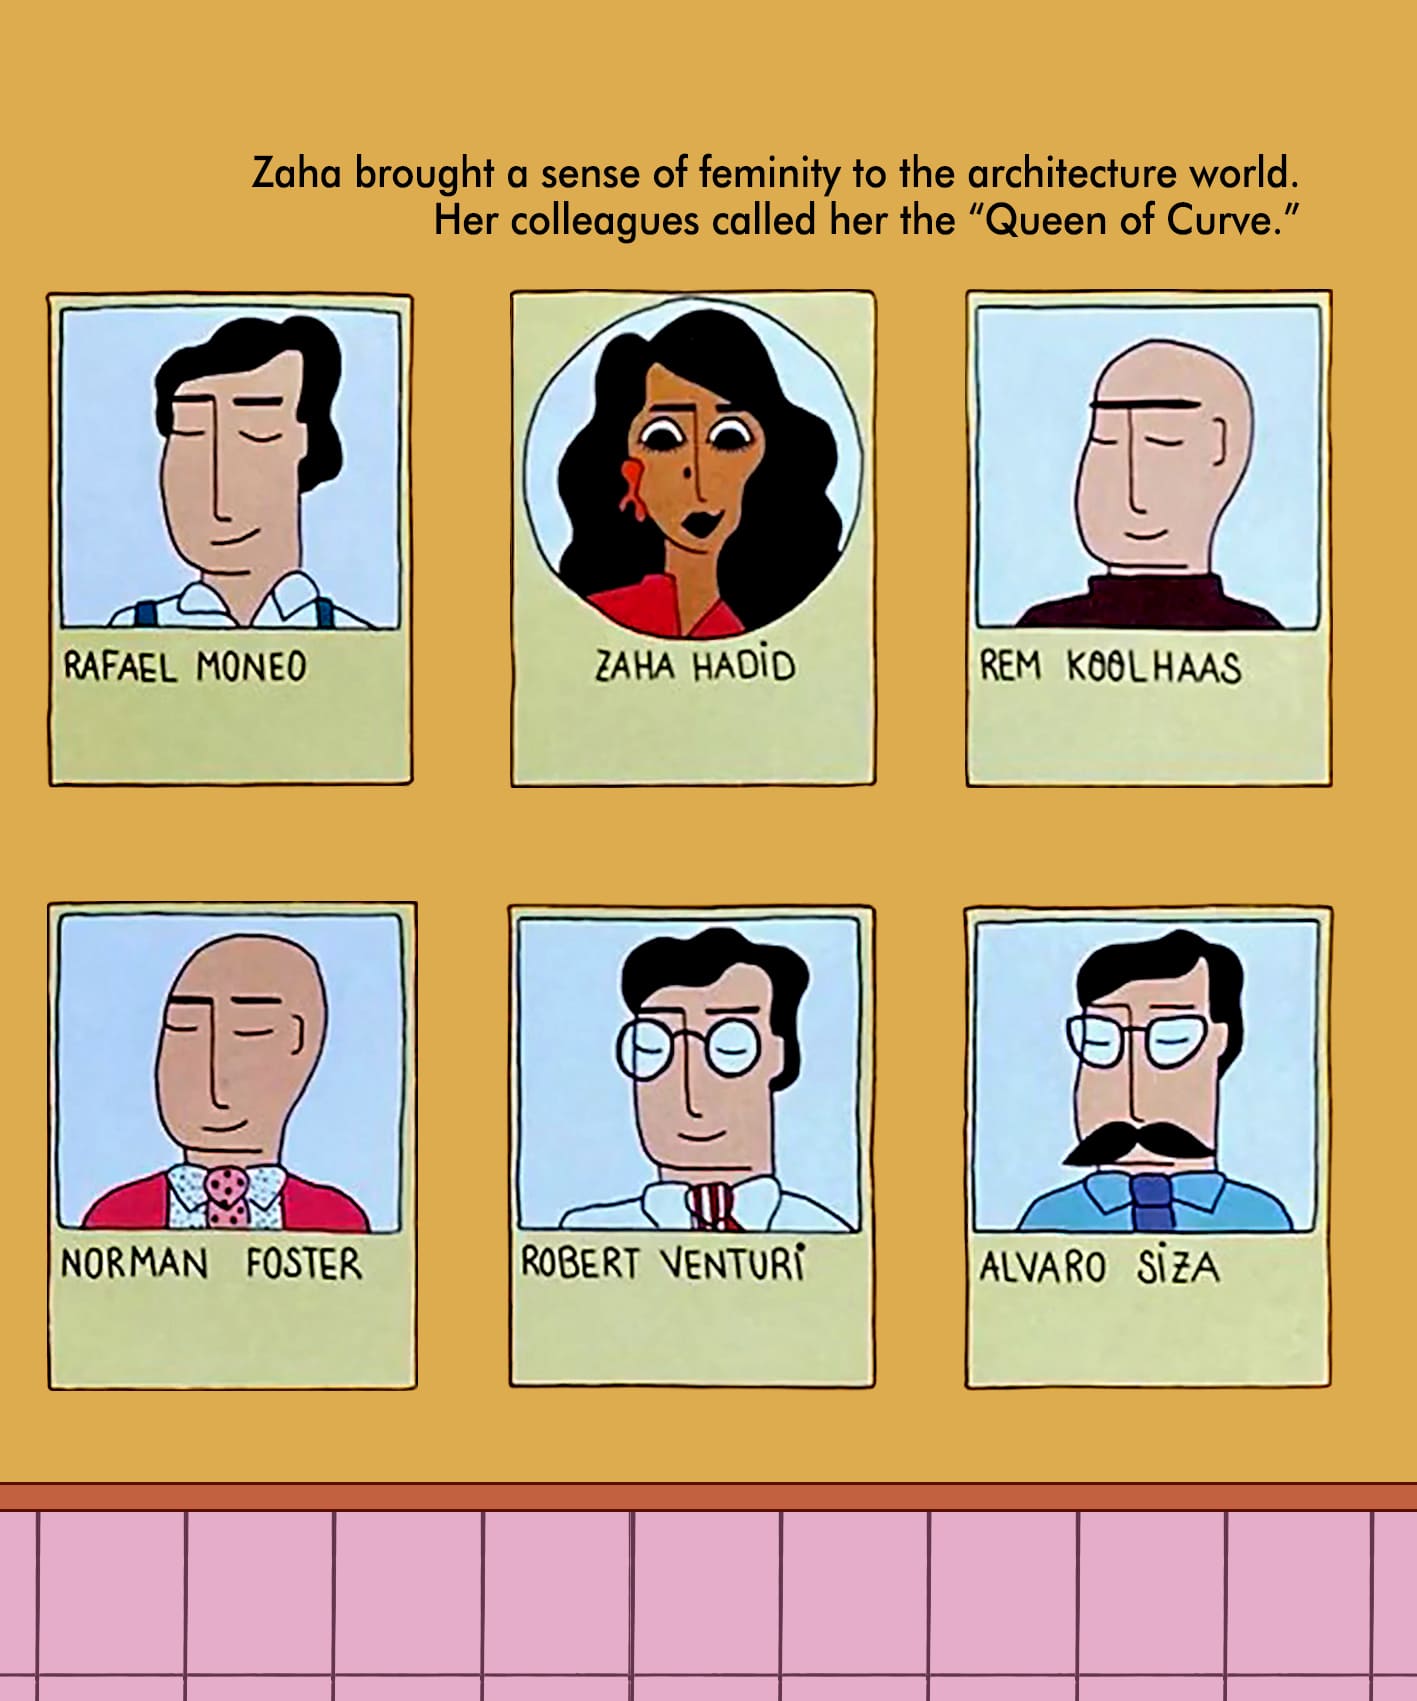 Zaha brought a sense of feminity to the architecture world.
Her colleagues called her the “Queen of Curve.”
RAFAEL MONEO
ZAHA HADiD
REM KOOLHAAS
NORMAN FOSTER
ROBERT VENTURi
ALVARO SiZA